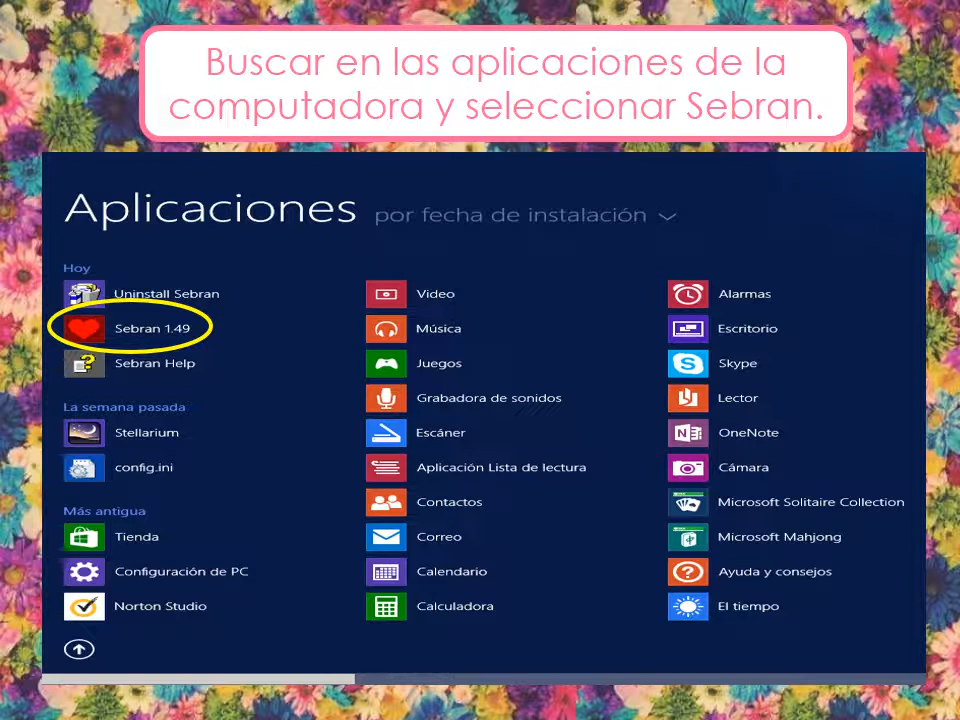 Buscar en las aplicaciones de la
computadora y seleccionar Sebran.
Aplicaciones por fecha de instalación
Hoy
Uninstall Sebran
Sebran 1.49
Sebran Help
La semana pasada
Stellarium
config.ini
Más antigua
Tienda
Configuración de PC
Norton Studio
Video
Música
Juegos
Grabadora de sonidos
Escáner
Aplicación Lista de lectura
Contactos
Correo
Calendario
Calculadora
Alarmas
Escritorio
Skype
Lector
OneNote
Cámara
Microsoft Solitaire Collection
Microsoft Mahjong
Ayuda y consejos
El tiempo